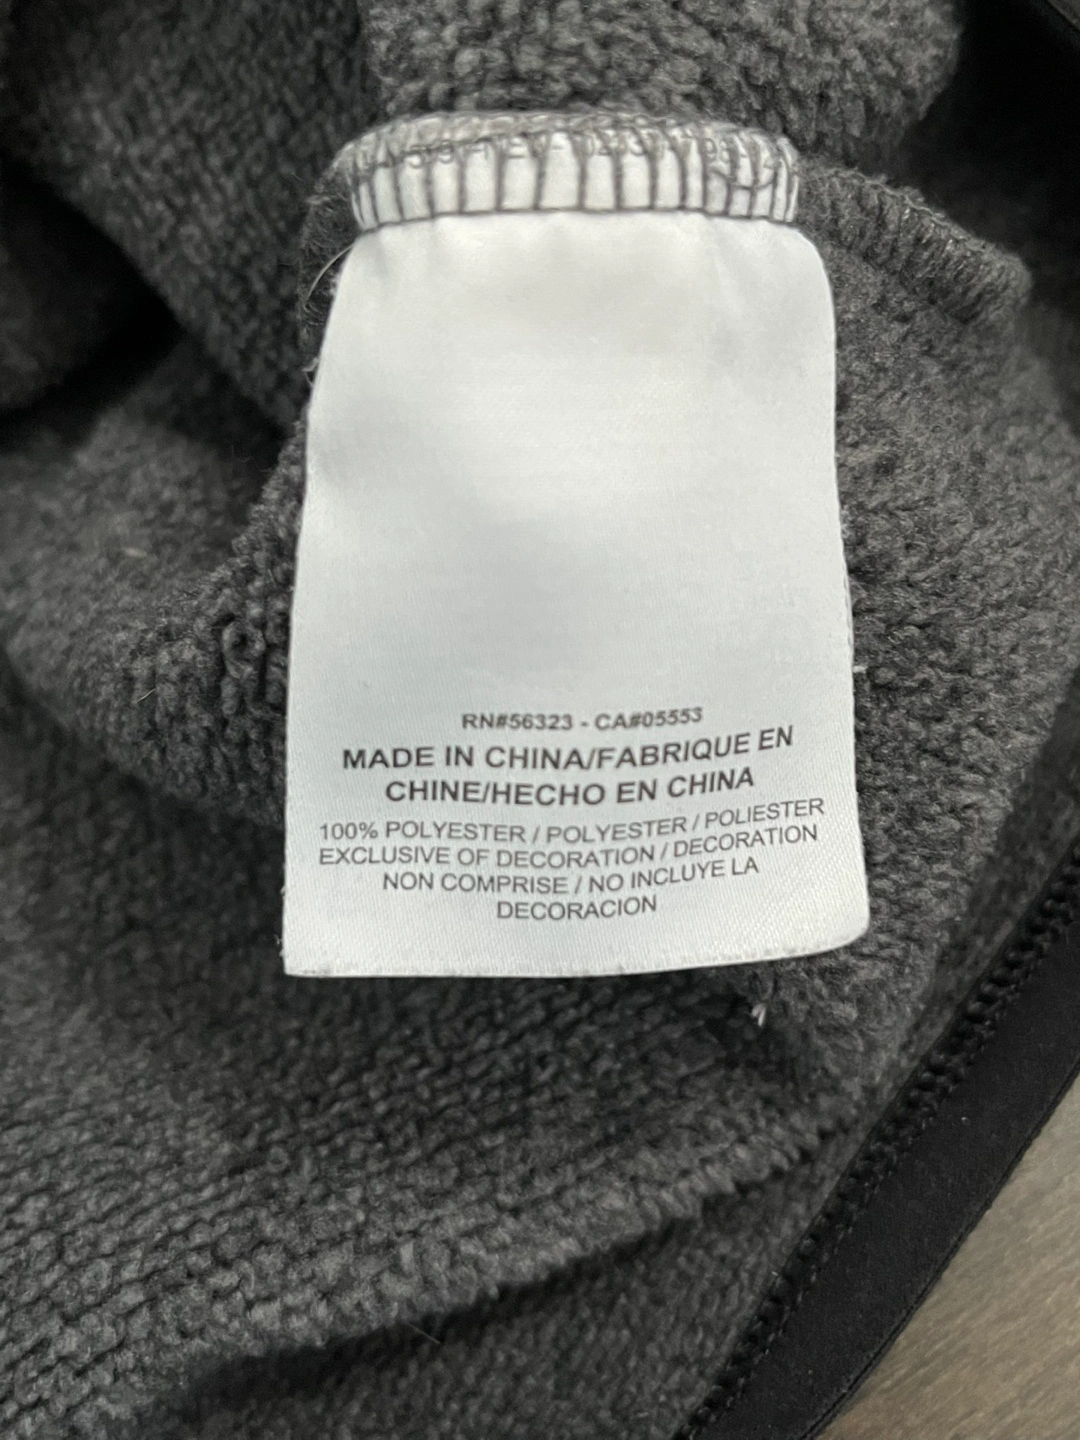 RN#56323 - CA#05553
MADE IN CHINA/FABRIQUE EN
CHINE/HECHO EN CHINA
100% POLYESTER / POLYESTER / POLIESTER
EXCLUSIVE OF DECORATION / DECORATION
NON COMPRISE / NO INCLUYE LA
DECORACION